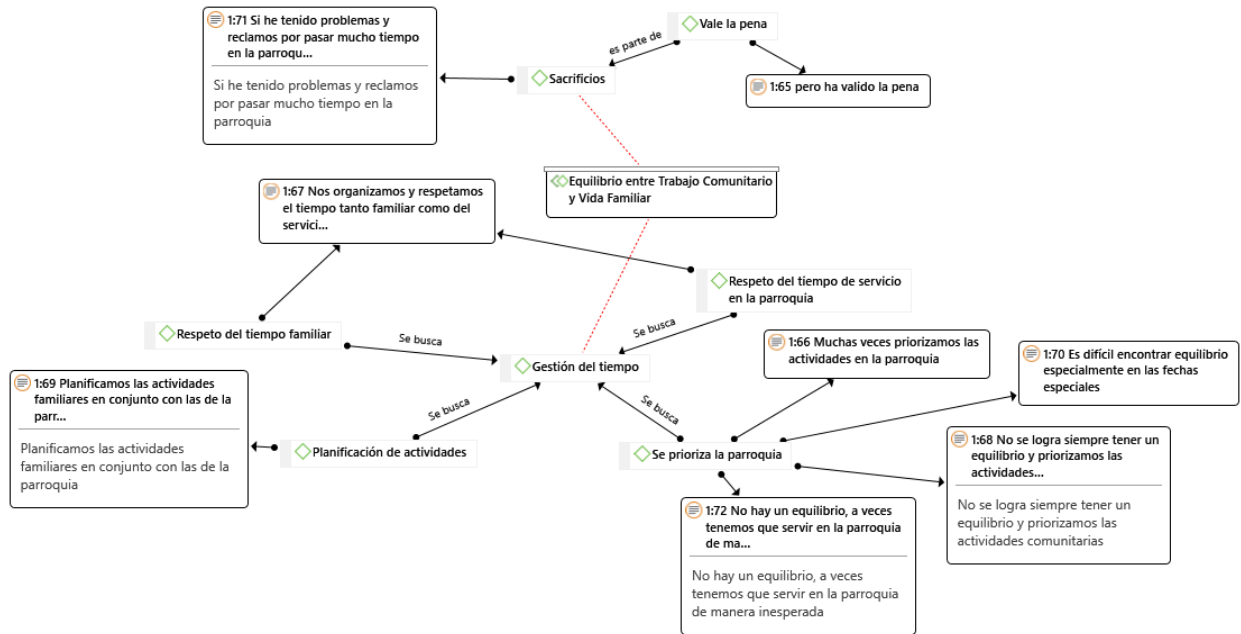 1:71 Si he tenido problemas y
reclamos por pasar mucho tiempo
en la parroqu...
Si he tenido problemas y reclamos
por pasar mucho tiempo en la
parroquia
Vale la pena
es parte de
Sacrificios
1:65 pero ha valido la pena
Equilibrio entre Trabajo Comunitario
y Vida Familiar
1:67 Nos organizamos y respetamos
el tiempo tanto familiar como del
servici...
Respeto del tiempo de servicio
en la parroquia
Respeto del tiempo familiar
Se busca
Se busca
Gestión del tiempo
1:66 Muchas veces priorizamos las
actividades en la parroquia
1:70 Es difícil encontrar equilibrio
especialmente en las fechas
especiales
1:69 Planificamos las actividades
familiares en conjunto con las de la
parr...
Planificamos las actividades
familiares en conjunto con las de la
parroquia
Se busca
Se busca
Planificación de actividades
Se prioriza la parroquia
1:68 No se logra siempre tener un
equilibrio y priorizamos las
actividades...
No se logra siempre tener un
equilibrio y priorizamos las
actividades comunitarias
1:72 No hay un equilibrio, a veces
tenemos que servir en la parroquia
de ma...
No hay un equilibrio, a veces
tenemos que servir en la parroquia
de manera inesperada